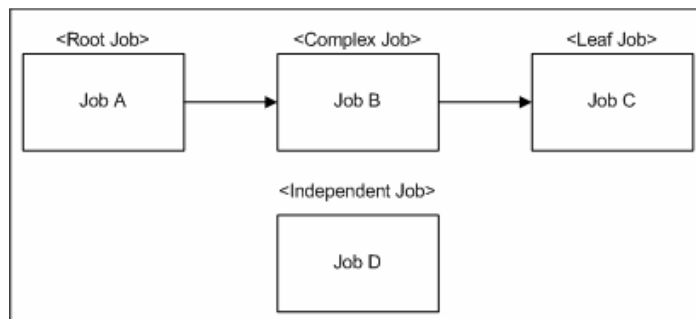 <Root Job>
<Complex Job>
<Leaf Job>
Job A
Job B
Job C
<Independent Job>
Job D